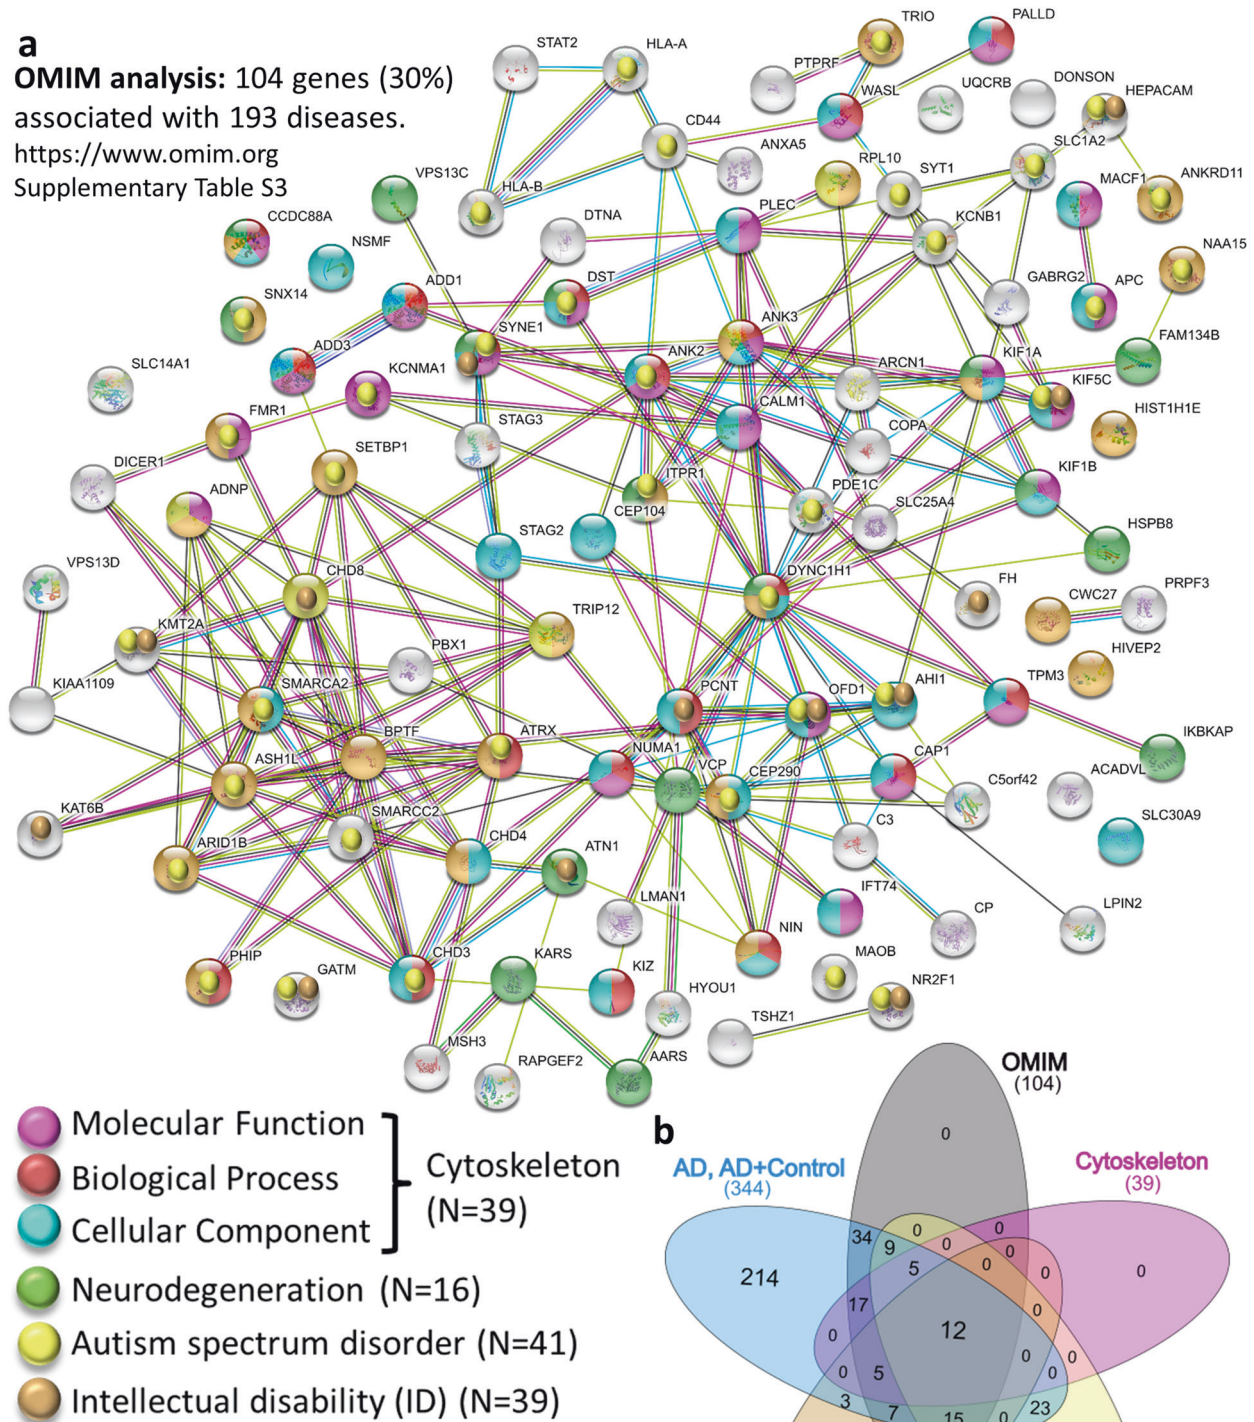 a
OMIM analysis: 104 genes (30%)
associated with 193 diseases.
https://www.omim.org
Supplementary Table S3
TRIO
PALLD
STAT2
HLA-A
PTPRF
WASL
UQCRB
DONSON
HEPACAM
CD44
ANXA5
SLC1A2
VPS13C
HLA-B
RPL10
SYT1
MACF1
ANKRD11
CCDC88A
NSMF
DTNA
PLEC
KCNB1
NAA15
SNX14
ADD1
DST
GABRG2
APC
SYNE1
ANK3
FAM134B
ADD3
KCNMA1
ANK2
ARCN1
KIF1A
SLC14A1
KIF5C
FMR1
STAG3
CALM1
COPA
HIST1H1E
DICER1
SETBP1
ITPR1
PDE1C
KIF1B
ADNP
CEP104
SLC25A4
STAG2
HSPB8
VPS13D
CHD8
DYNC1H1
FH
CWC27
PRPF3
KMT2A
TRIP12
PBX1
HIVEP2
TPM3
KIAA1109
SMARCA2
PCNT
OFD1
AHI1
BPTF
ATRX
NUMA1
IKBKAP
ASH1L
VCP
CEP290
CAP1
ACADVL
C5orf42
KAT6B
SMARCC2
C3
SLC30A9
ARID1B
CHD4
ATN1
LMAN1
IFT74
CP
LPIN2
NIN
PHIP
GATM
CHD3
KARS
KIZ
MAOB
NR2F1
HYOU1
TSHZ1
MSH3
RAPGEF2
AARS
Molecular Function
Biological Process
Cellular Component
Cytoskeleton
(N=39)
Neurodegeneration (N=16)
Autism spectrum disorder (N=41)
Intellectual disability (ID) (N=39)
b
OMIM
(104)
AD, AD+Control
(344)
Cytoskeleton
(39)
0
34
9
0
0
0
0
5
0
0
214
0
17
0
0
12
0
0
0
5
0
3
7
15
0
23